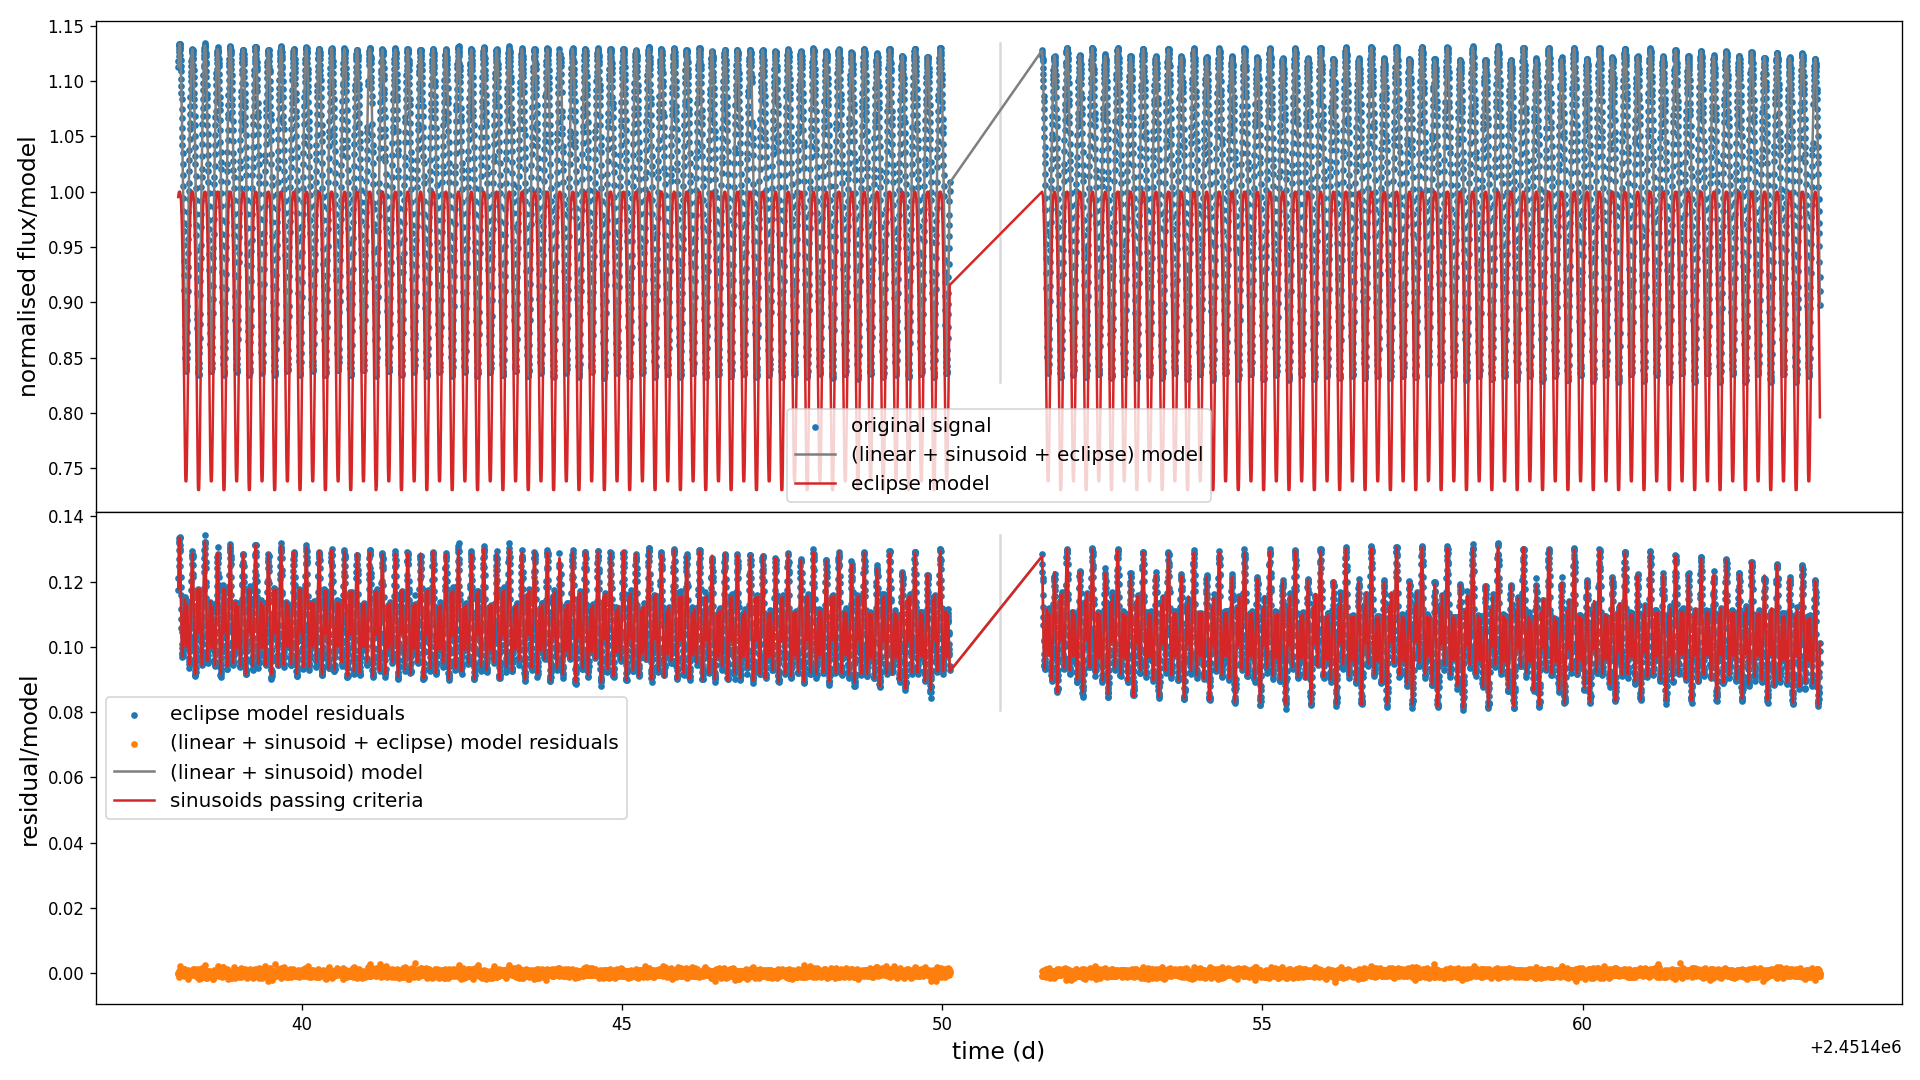 1.15
1.10
1.05
1.00
0.95
0.90
0.85
0.80
0.75
normalised flux/model
original signal
(linear + sinusoid + eclipse) model
eclipse model
0.14
0.12
0.10
0.08
0.06
0.04
0.02
0.00
residual/model
eclipse model residuals
(linear + sinusoid + eclipse) model residuals
(linear + sinusoid) model
sinusoids passing criteria
40
45
50
55
60
time (d)
+2.4514e6